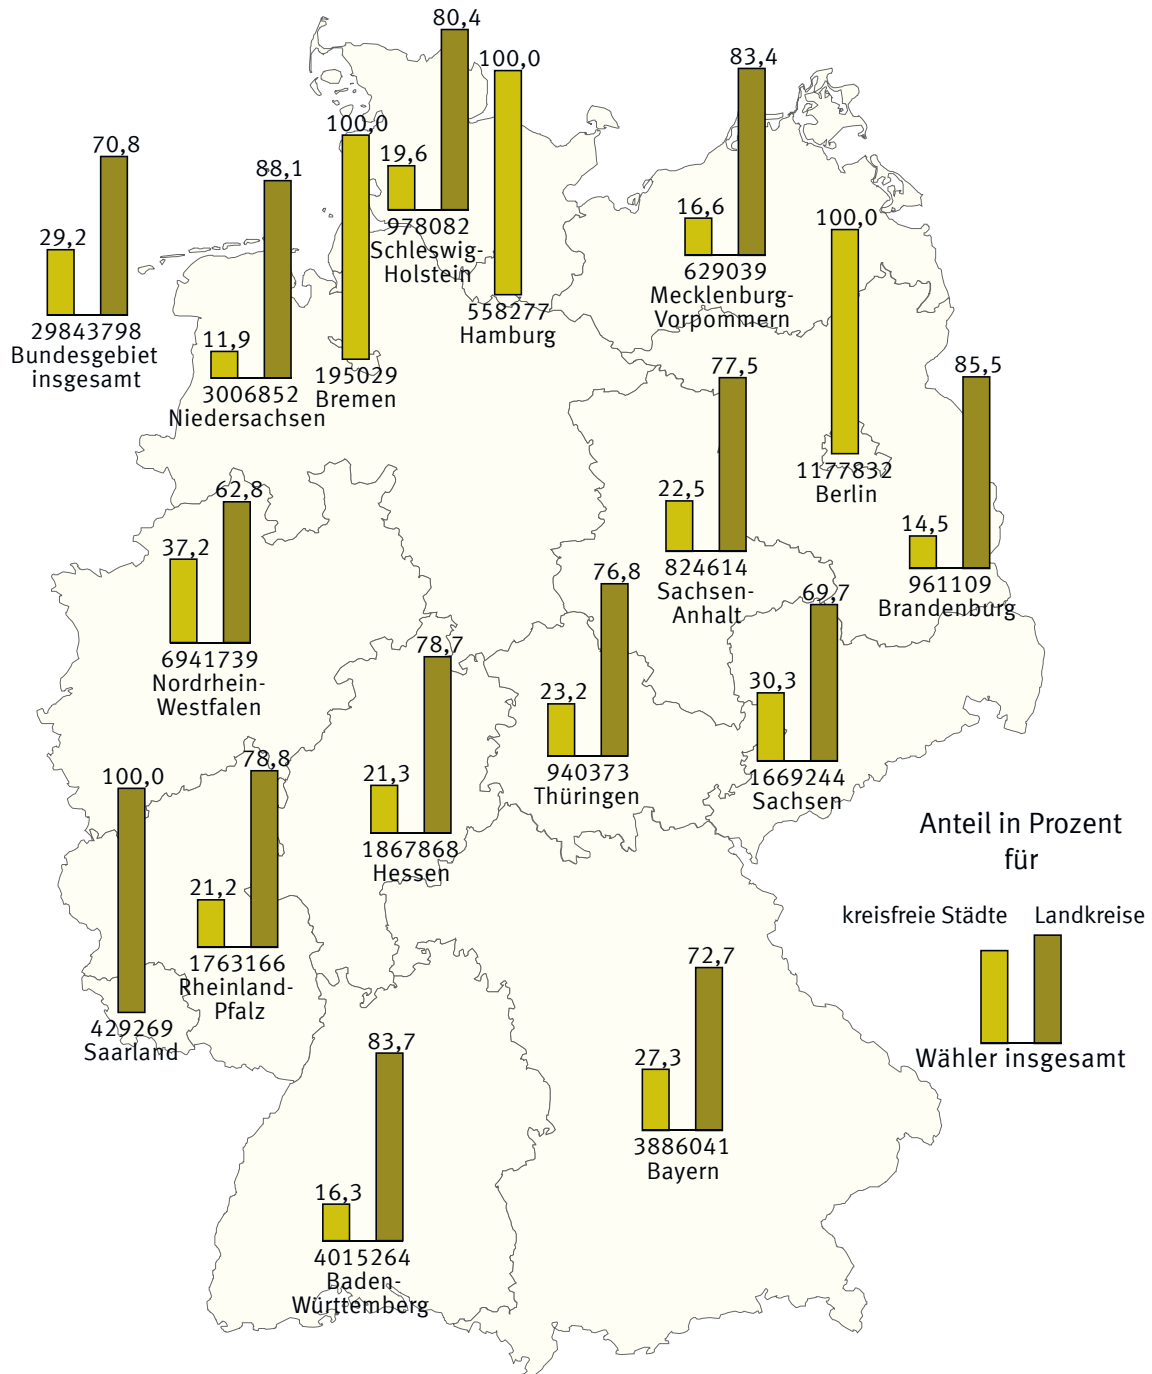 80,4
19,6
978082
Schleswig-
Holstein
100,0
558277
Hamburg
83,4
16,6
629039
Mecklenburg-
Vorpommern
100,0
195029
Bremen
70,8
29,2
29843798
Bundesgebiet
insgesamt
88,1
11,9
3006852
Niedersachsen
100,0
1177832
Berlin
77,5
22,5
824614
Sachsen-
Anhalt
85,5
14,5
961109
Brandenburg
62,8
37,2
6941739
Nordrhein-
Westfalen
76,8
23,2
940373
Thüringen
69,7
30,3
1669244
Sachsen
78,7
21,3
1867868
Hessen
78,8
21,2
1763166
Rheinland-
Pfalz
100,0
429269
Saarland
83,7
16,3
4015264
Baden-
Württemberg
72,7
27,3
3886041
Bayern
Anteil in Prozent
für
kreisfreie Städte Landkreise
Wähler insgesamt